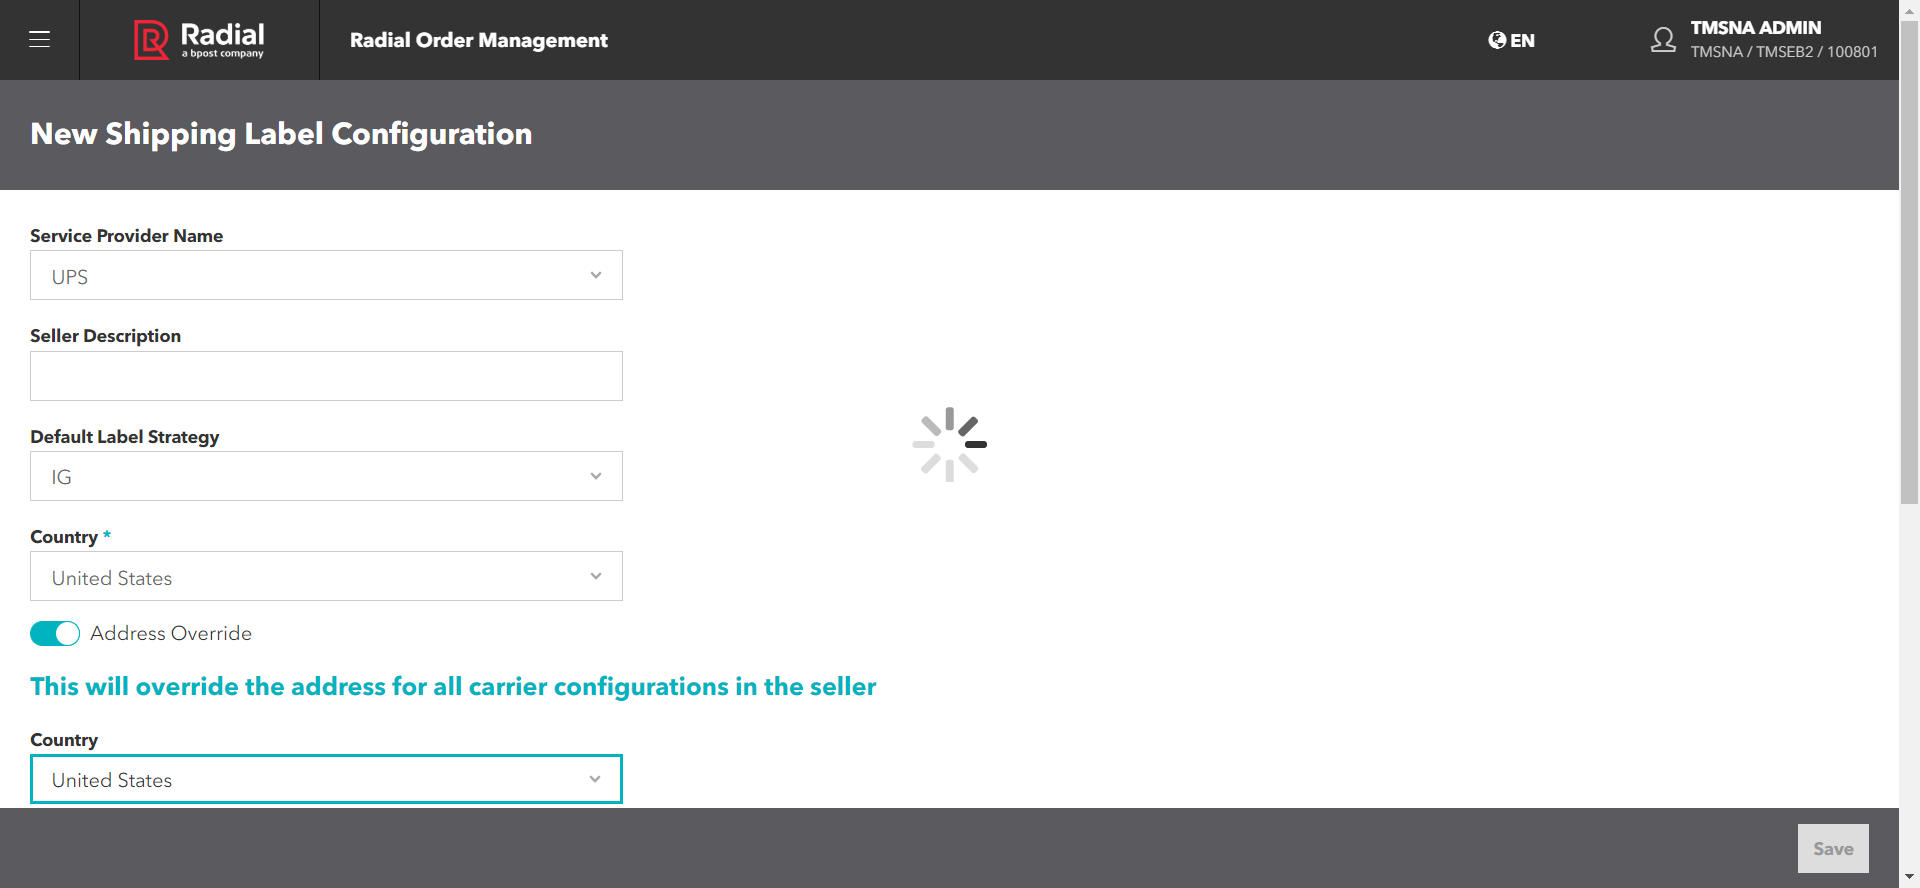 Radial
a bpost company
Radial Order Management
EN
TMSNA ADMIN
TMSNA / TMSEB2 / 100801
New Shipping Label Configuration
Service Provider Name
UPS
Seller Description
Default Label Strategy
IG
Country *
United States
Address Override
This will override the address for all carrier configurations in the seller
Country
United States
Save